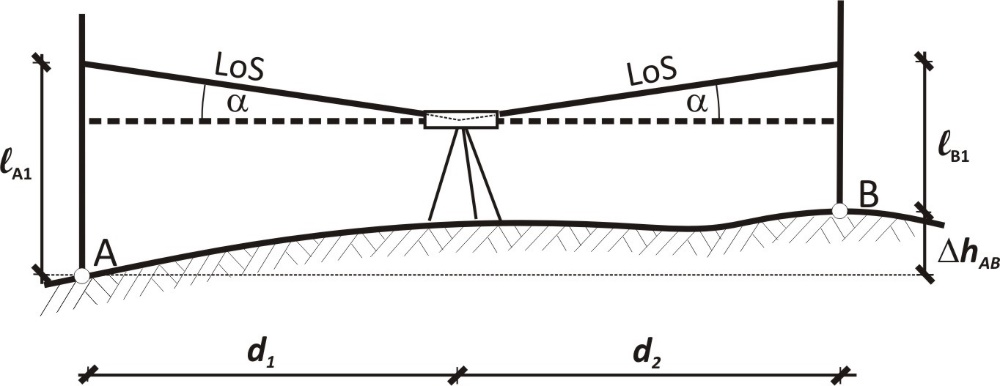 LoS LoS
α α
ℓA1 ℓB1
A B
ΔhAB
d1 d2